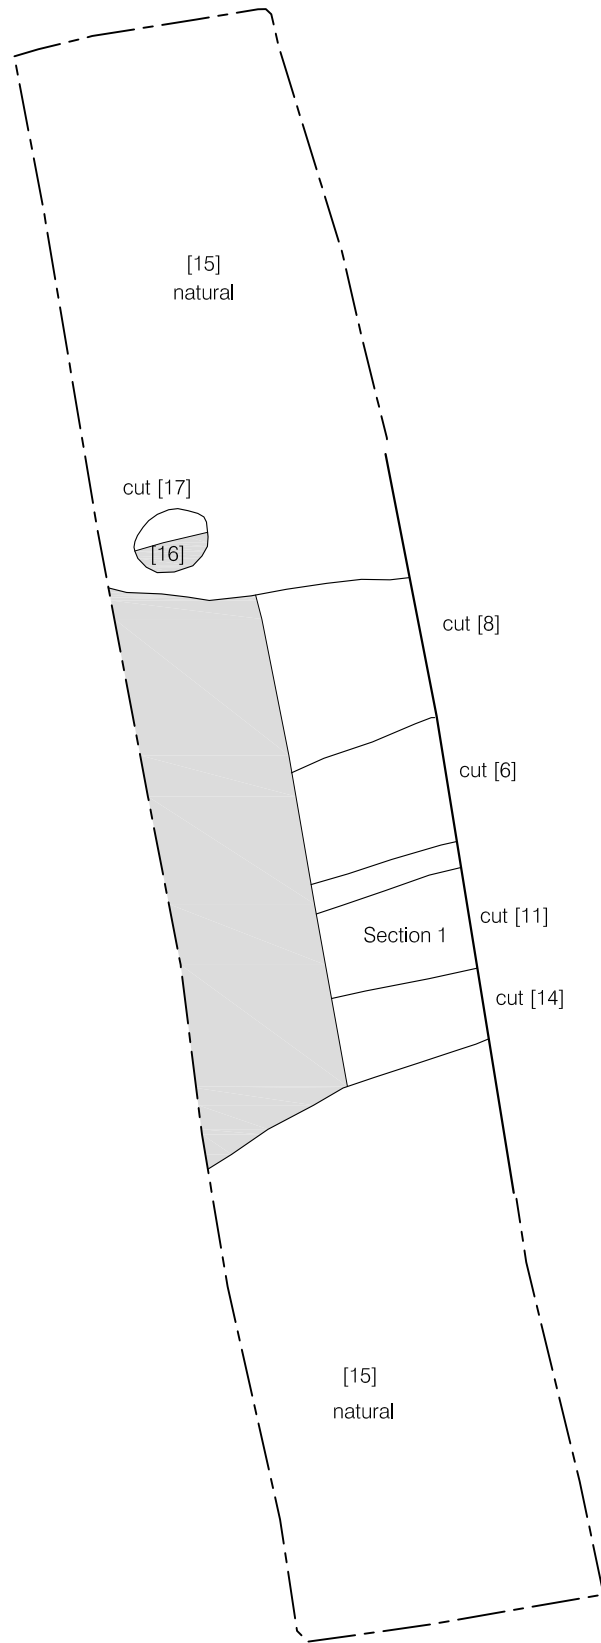 [15]
natural
cut [17]
[16]
cut [8]
cut [6]
cut [11]
Section 1
cut [14]
[15]
natural